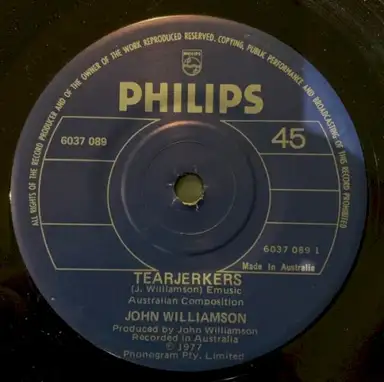 ALL RIGHTS OF THE RECORD PRODUCER AND OF THE OWNER OF THE WORK REPRODUCED RESERVED. COPYING, PUBLIC PERFORMANCE AND BROADCASTING OF THIS RECORD PROHIBITED
PHILIPS
PHILIPS
6037 089
45
6037 089 1
Made in Australia
TEARJERKERS
(J. Williamson) Emusic
Australian Composition
JOHN WILLIAMSON
Produced by John Williamson
Recorded in Australia
℗ 1977
Phonogram Pty. Limited